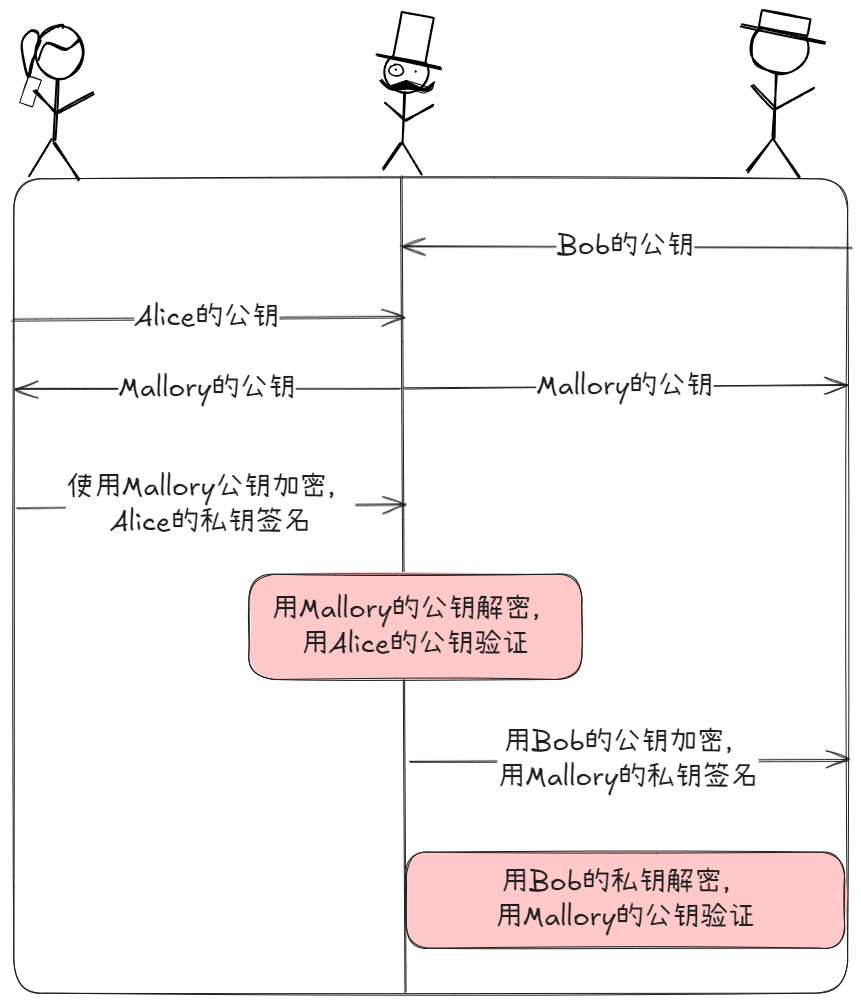 Bob的公钥
Alice的公钥
Mallory的公钥
Mallory的公钥
使用Mallory公钥加密，
Alice的私钥签名
用Mallory的公钥解密，
用Alice的公钥验证
用Bob的公钥加密，
用Mallory的私钥签名
用Bob的私钥解密，
用Mallory的公钥验证